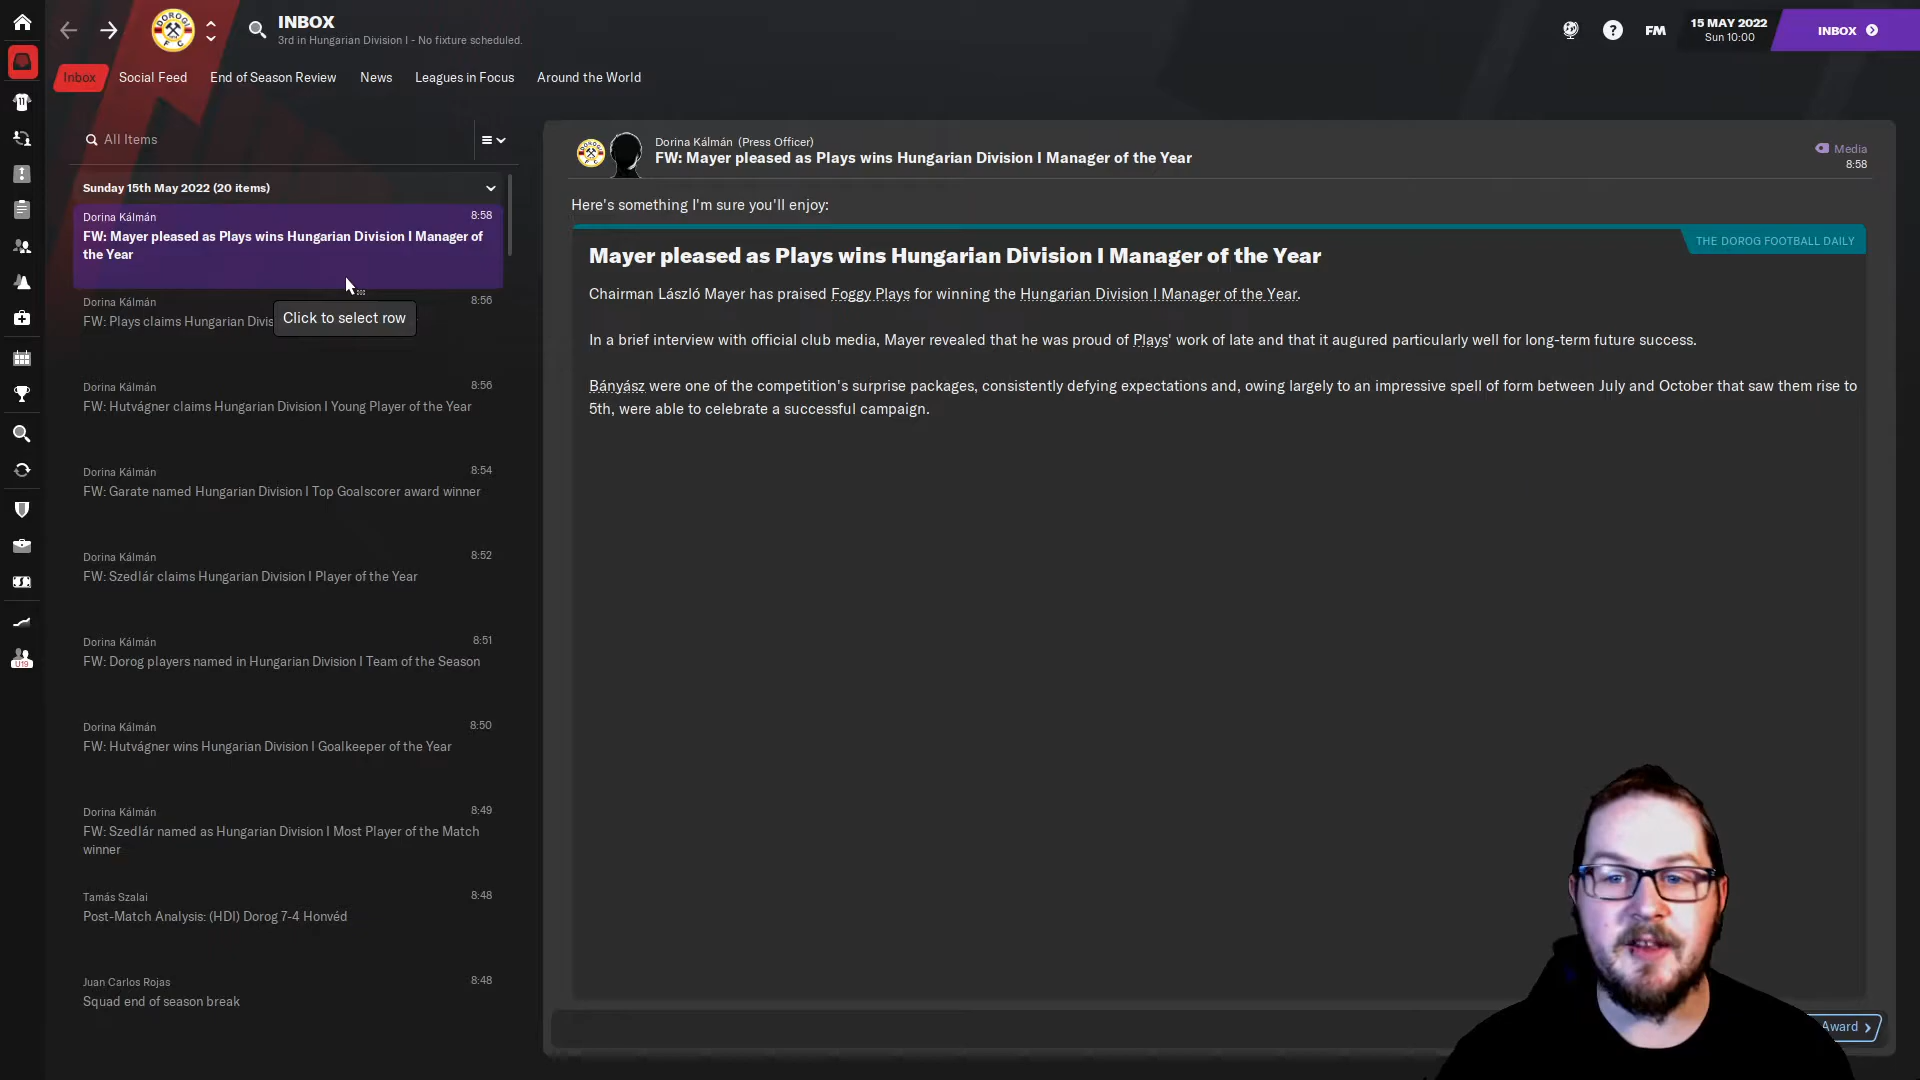 INBOX
3rd in Hungarian Division I - No fixture scheduled.
FM
15 MAY 2022
Sun 10:00
INBOX
Inbox
Social Feed
End of Season Review
News
Leagues in Focus
Around the World
All Items
Sunday 15th May 2022 (20 items)
Dorina Kálmán
8:58
FW: Mayer pleased as Plays wins Hungarian Division I Manager of
the Year
Dorina Kálmán
8:56
FW: Plays claims Hungarian Divis
Click to select row
Dorina Kálmán
8:56
FW: Hutvágner claims Hungarian Division I Young Player of the Year
Dorina Kálmán
8:54
FW: Garate named Hungarian Division I Top Goalscorer award winner
Dorina Kálmán
8:52
FW: Szedlár claims Hungarian Division I Player of the Year
Dorina Kálmán
8:51
FW: Dorog players named in Hungarian Division I Team of the Season
Dorina Kálmán
8:50
FW: Hutvágner wins Hungarian Division I Goalkeeper of the Year
Dorina Kálmán
8:49
FW: Szedlár named as Hungarian Division I Most Player of the Match
winner
Tamás Szalai
8:48
Post-Match Analysis: (HDI) Dorog 7-4 Honvéd
Juan Carlos Rojas
8:48
Squad end of season break
U19
Dorina Kálmán (Press Officer)
FW: Mayer pleased as Plays wins Hungarian Division I Manager of the Year
Media
8:58
Here's something I'm sure you'll enjoy:
THE DOROG FOOTBALL DAILY
Mayer pleased as Plays wins Hungarian Division I Manager of the Year
Chairman László Mayer has praised Foggy Plays for winning the Hungarian Division I Manager of the Year.
In a brief interview with official club media, Mayer revealed that he was proud of Plays' work of late and that it augured particularly well for long-term future success.
Bányász were one of the competition's surprise packages, consistently defying expectations and, owing largely to an impressive spell of form between July and October that saw them rise to
5th, were able to celebrate a successful campaign.
Award